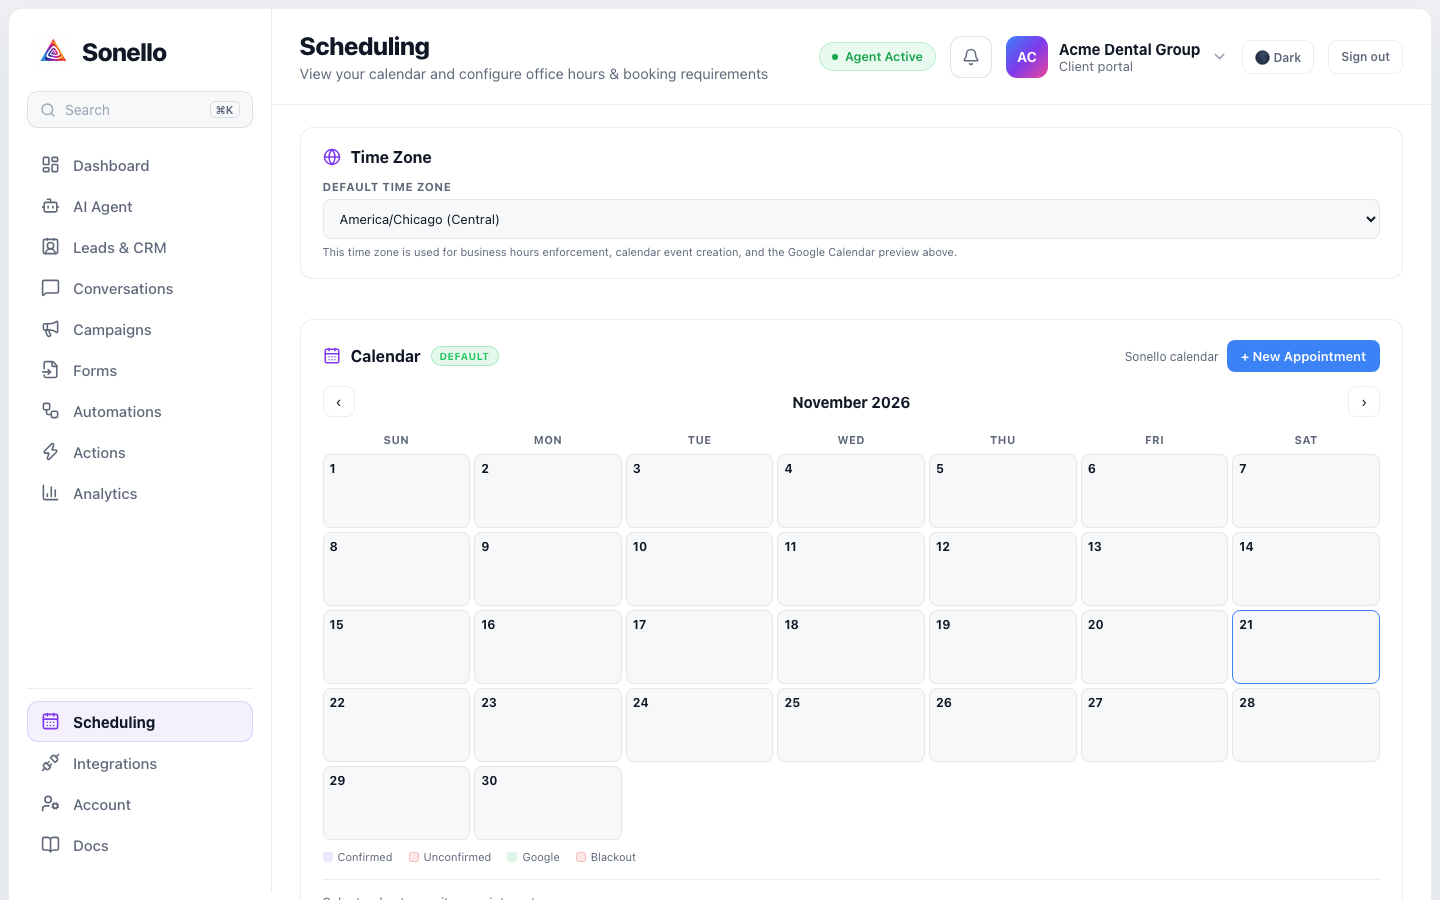 Sonello
Search ⌘K
Dashboard
AI Agent
Leads & CRM
Conversations
Campaigns
Forms
Automations
Actions
Analytics
Scheduling
Integrations
Account
Docs
Scheduling
View your calendar and configure office hours & booking requirements
Agent Active
AC
Acme Dental Group
Client portal
Dark
Sign out
Time Zone
DEFAULT TIME ZONE
America/Chicago (Central)
This time zone is used for business hours enforcement, calendar event creation, and the Google Calendar preview above.
Calendar DEFAULT
Sonello calendar
+ New Appointment
‹ November 2026 ›
SUN MON TUE WED THU FRI SAT
1 2 3 4 5 6 7
8 9 10 11 12 13 14
15 16 17 18 19 20 21
22 23 24 25 26 27 28
29 30
Confirmed Unconfirmed Google Blackout